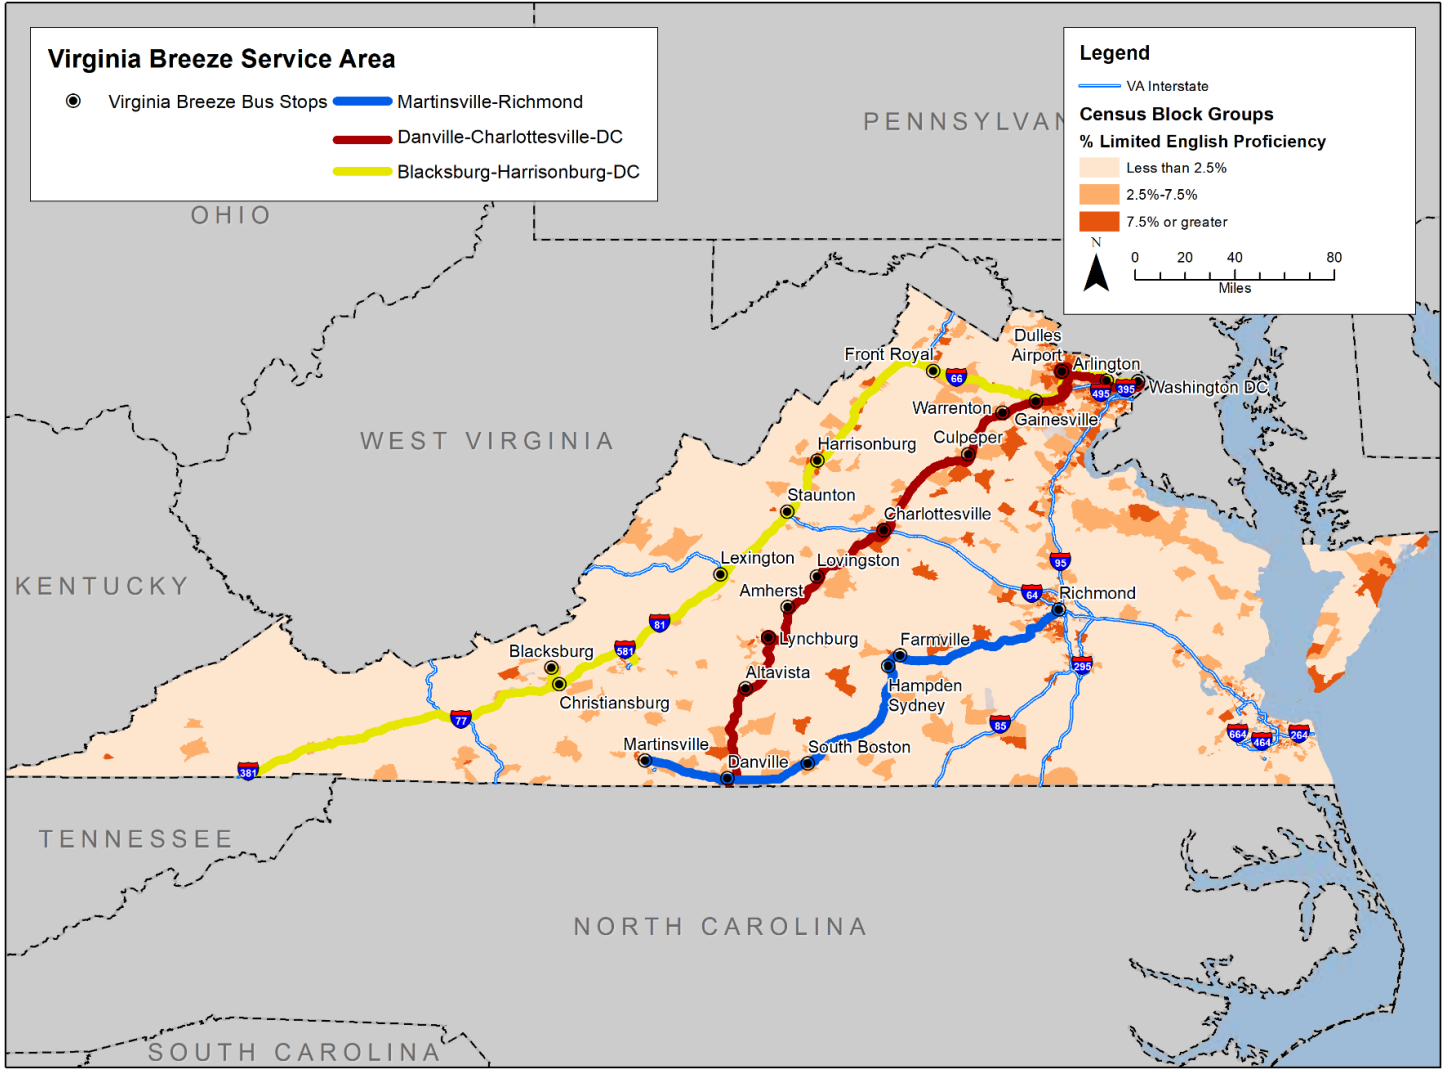 Virginia Breeze Service Area
Virginia Breeze Bus Stops
Martinsville-Richmond
Danville-Charlottesville-DC
Blacksburg-Harrisonburg-DC
Legend
VA Interstate
Census Block Groups
% Limited English Proficiency
Less than 2.5%
2.5%-7.5%
7.5% or greater
N
0 20 40 80
Miles
PENNSYLVAN
OHIO
WEST VIRGINIA
KENTUCKY
TENNESSEE
NORTH CAROLINA
SOUTH CAROLINA
Dulles
Airport
Arlington
Front Royal
66
495
395
Washington DC
Warrenton
Gainesville
Culpeper
Harrisonburg
Staunton
Charlottesville
Lexington
Lovingston
95
Amherst
64
Richmond
81
581
Lynchburg
Farmville
Blacksburg
295
Altavista
Hampden
Sydney
Christiansburg
77
85
664
464
264
Martinsville
South Boston
Danville
381